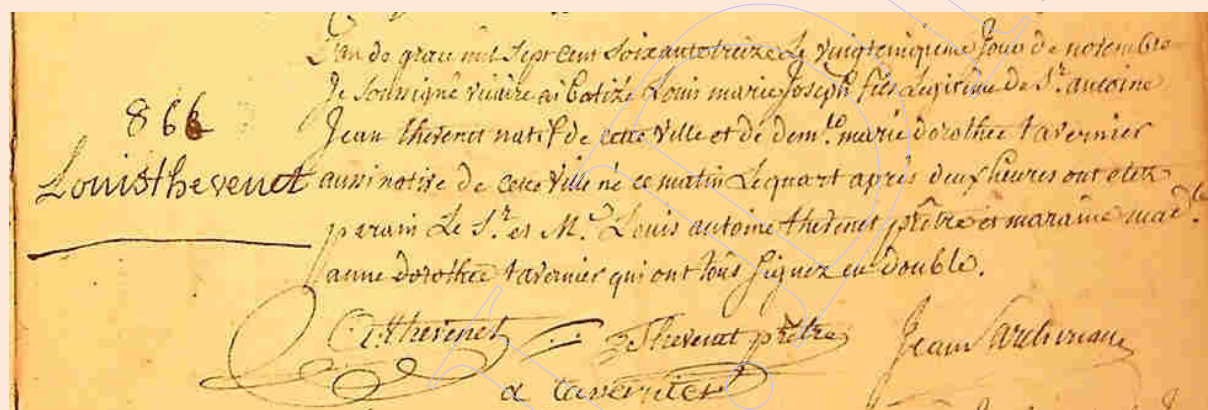 L'an de grace mil Sept cent Soixante treize Le vingtcinqieme jour de novembre
Je Soussigné vicaire ai batizé Louis marie Joseph fils Legitime de Sr. antoine
866
Jean thevenet natif de cette ville et de demlle marie dorothée tavernier
Louis thevenet
aussi native de cette ville né ce matin Le quart après deux heures ont etez
parain Le Sr. et Me. Louis antoine thevenet prêtre et maraine madlle.
anne dorothée tavernier qui ont tous signez en double.
thevenet
Thevenet prêtre
Jean
a tavernier